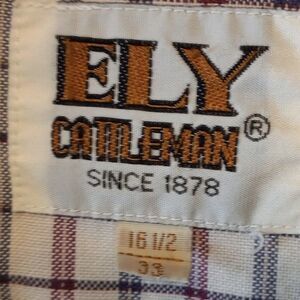 ELY
CATTLEMAN®
SINCE 1878
16 1/2
33